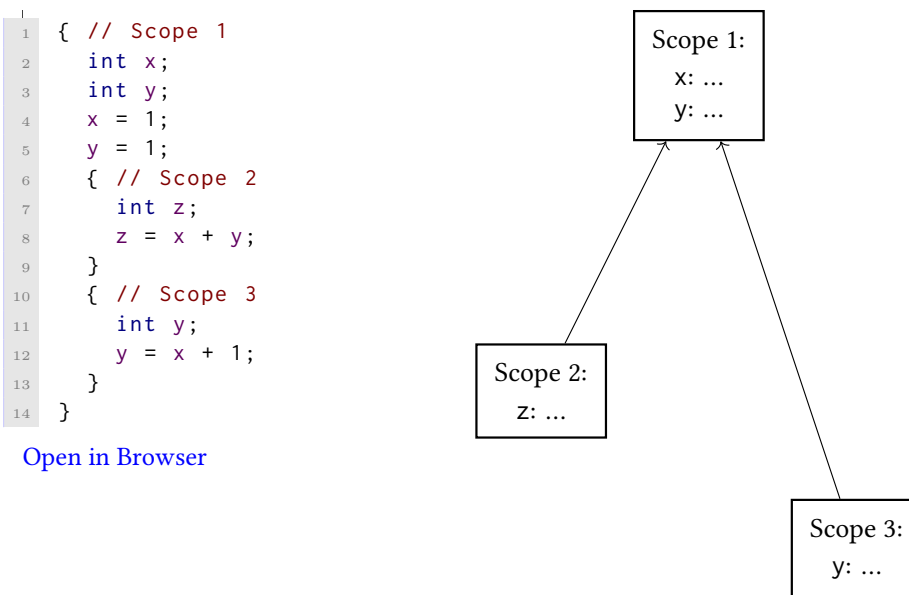 1 { // Scope 1
2 int x;
3 int y;
4 x = 1;
5 y = 1;
6 { // Scope 2
7 int z;
8 z = x + y;
9 }
10 { // Scope 3
11 int y;
12 y = x + 1;
13 }
14 }
Open in Browser
Scope 1:
x: ...
y: ...
Scope 2:
z: ...
Scope 3:
y: ...